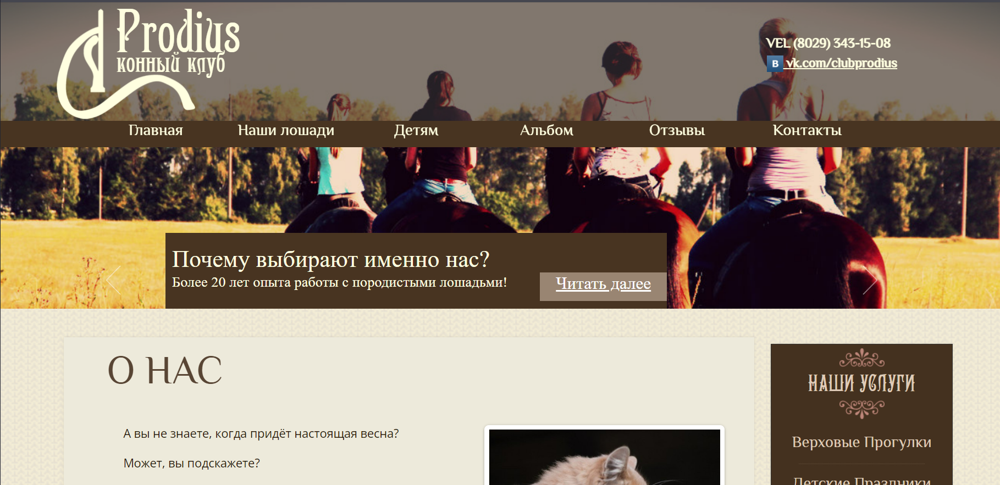 Prodius
конный клуб
VEL (8029) 343-15-08
B vk.com/clubprodius
Главная Наши лошади Детям Альбом Отзывы Контакты
Почему выбирают именно нас?
Более 20 лет опыта работы с породистыми лошадьми!
Читать далее
О НАС
А вы не знаете, когда придёт настоящая весна?
Может, вы подскажете?
НАШИ УСЛУГИ
Верховые Прогулки
Детские Праздники